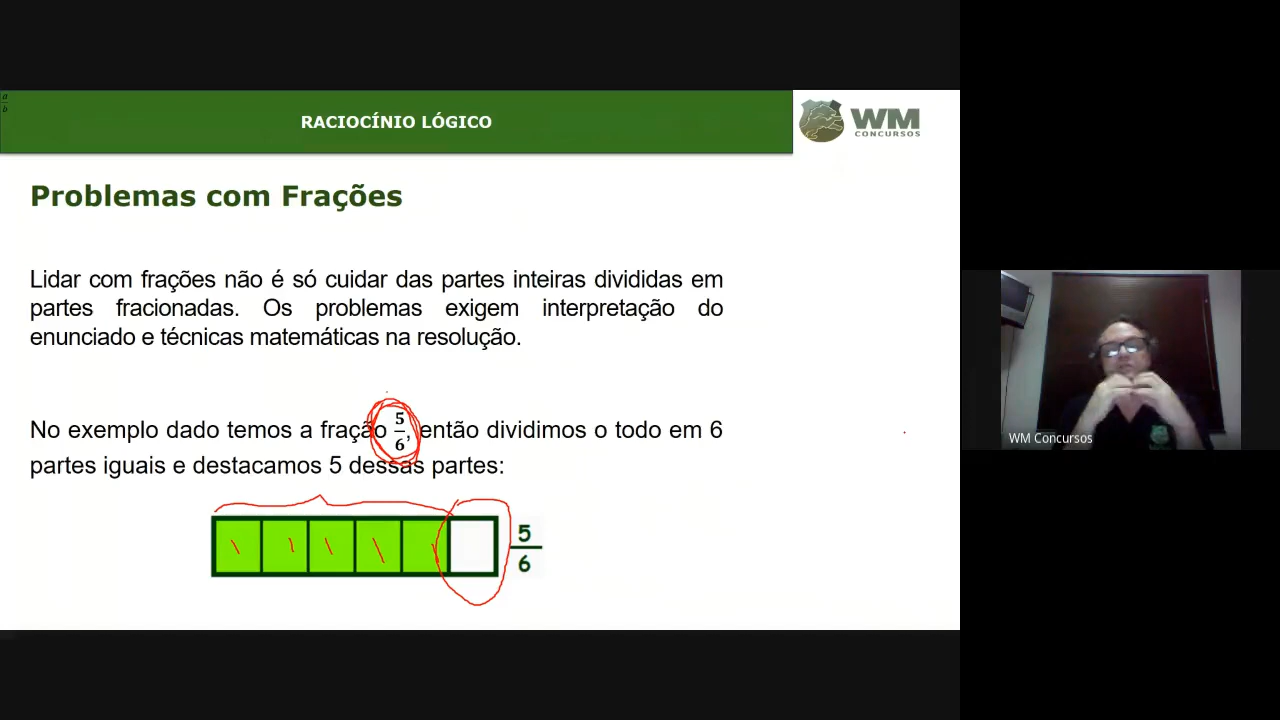 a
b
RACIOCÍNIO LÓGICO
WM
CONCURSOS
Problemas com Frações
Lidar com frações não é só cuidar das partes inteiras divididas em
partes fracionadas. Os problemas exigem interpretação do
enunciado e técnicas matemáticas na resolução.
No exemplo dado temos a fração 5/6, então dividimos o todo em 6
partes iguais e destacamos 5 dessas partes:
5
6
WM Concursos